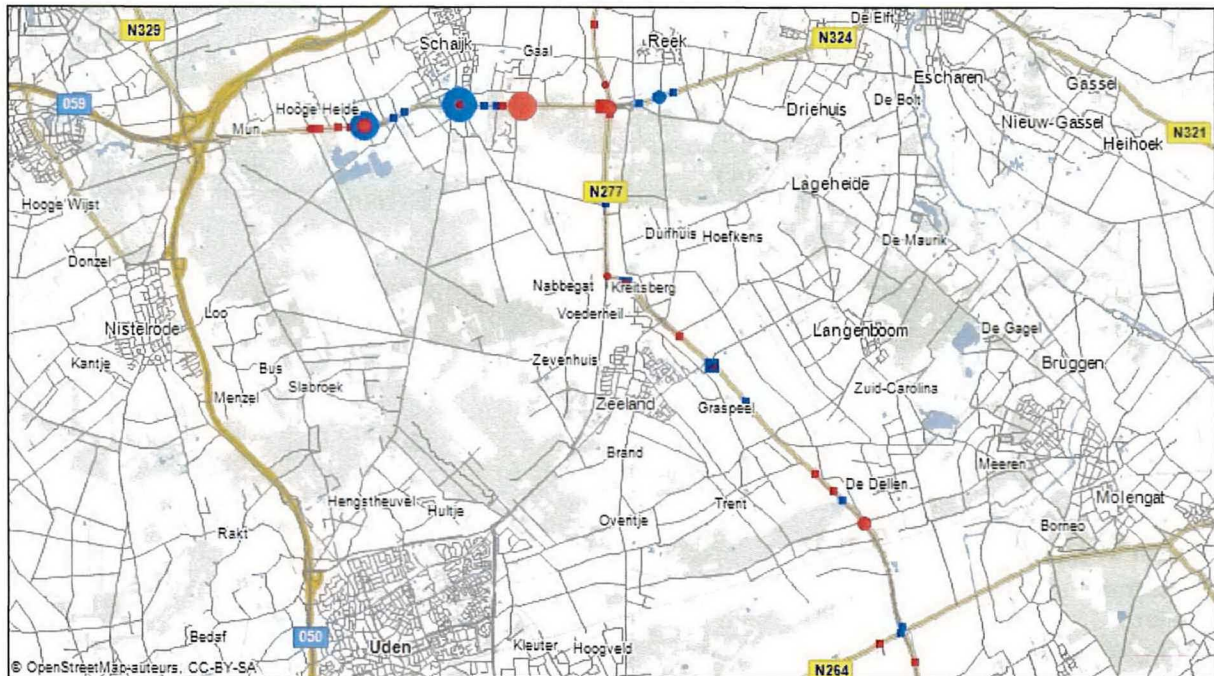 N329
De Elft
Schaijk
Gaal
Reek
N324
Escharen
Gassel
059
Hooge Heide
Driehuis
De Bolt
Nieuw-Gassel
N321
Mun
Heihoek
N277
Lageheide
Hooge Wijst
Duifhuis
Hoefkens
De Maurik
Donzel
Nabbegat
Kreitsberg
Loo
Voederheil
Nistelrode
Langenboom
De Gagel
Kantje
Bus
Zevenhuis
Bruggen
Slabroek
Zuid-Carolina
Menzel
Zeeland
Graspeel
Brand
Meeren
De Dellen
Hengstheuvel
Hultje
Trent
Molengat
Oventje
Borneo
Rakt
Bedaf
050
Uden
Kleuter
Hoogveld
© OpenStreetMap-auteurs, CC-BY-SA
N264